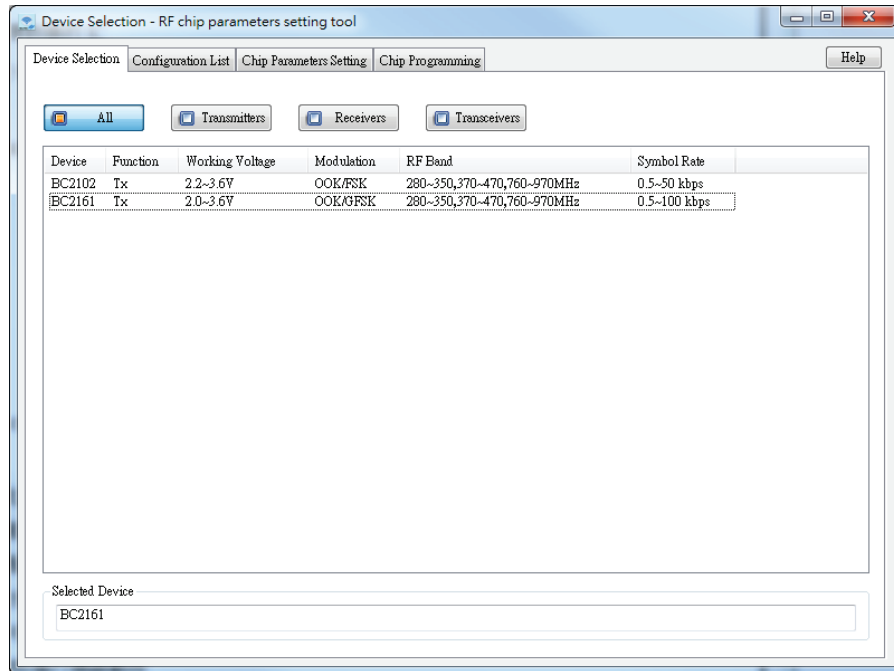 Device Selection - RF chip parameters setting tool
Device Selection Configuration List Chip Parameters Setting Chip Programming Help
All Transmitters Receivers Transceivers
Device Function Working Voltage Modulation RF Band Symbol Rate
BC2102 Tx 2.2~3.6V OOK/FSK 280~350,370~470,760~970MHz 0.5~50 kbps
BC2161 Tx 2.0~3.6V OOK/GFSK 280~350,370~470,760~970MHz 0.5~100 kbps
Selected Device
BC2161